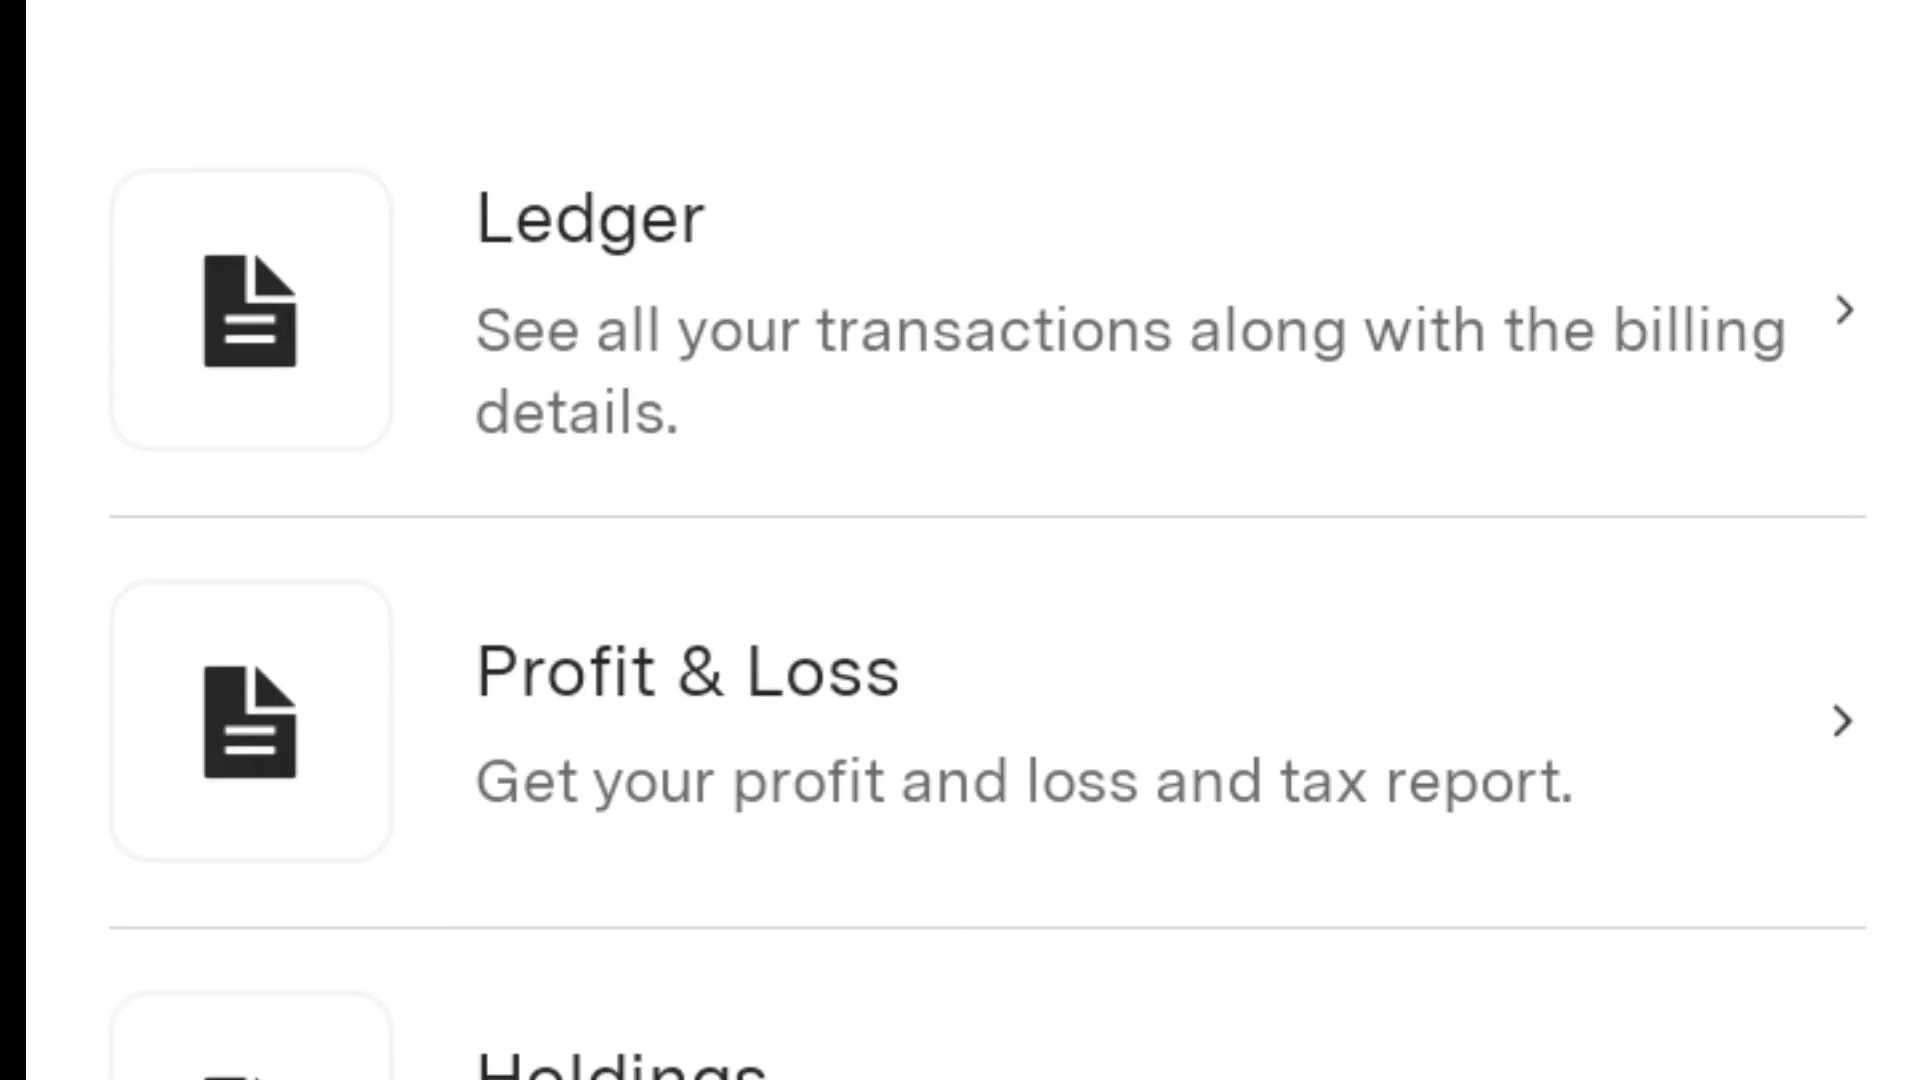 Ledger
See all your transactions along with the billing
details.
Profit & Loss
Get your profit and loss and tax report.
Holdings